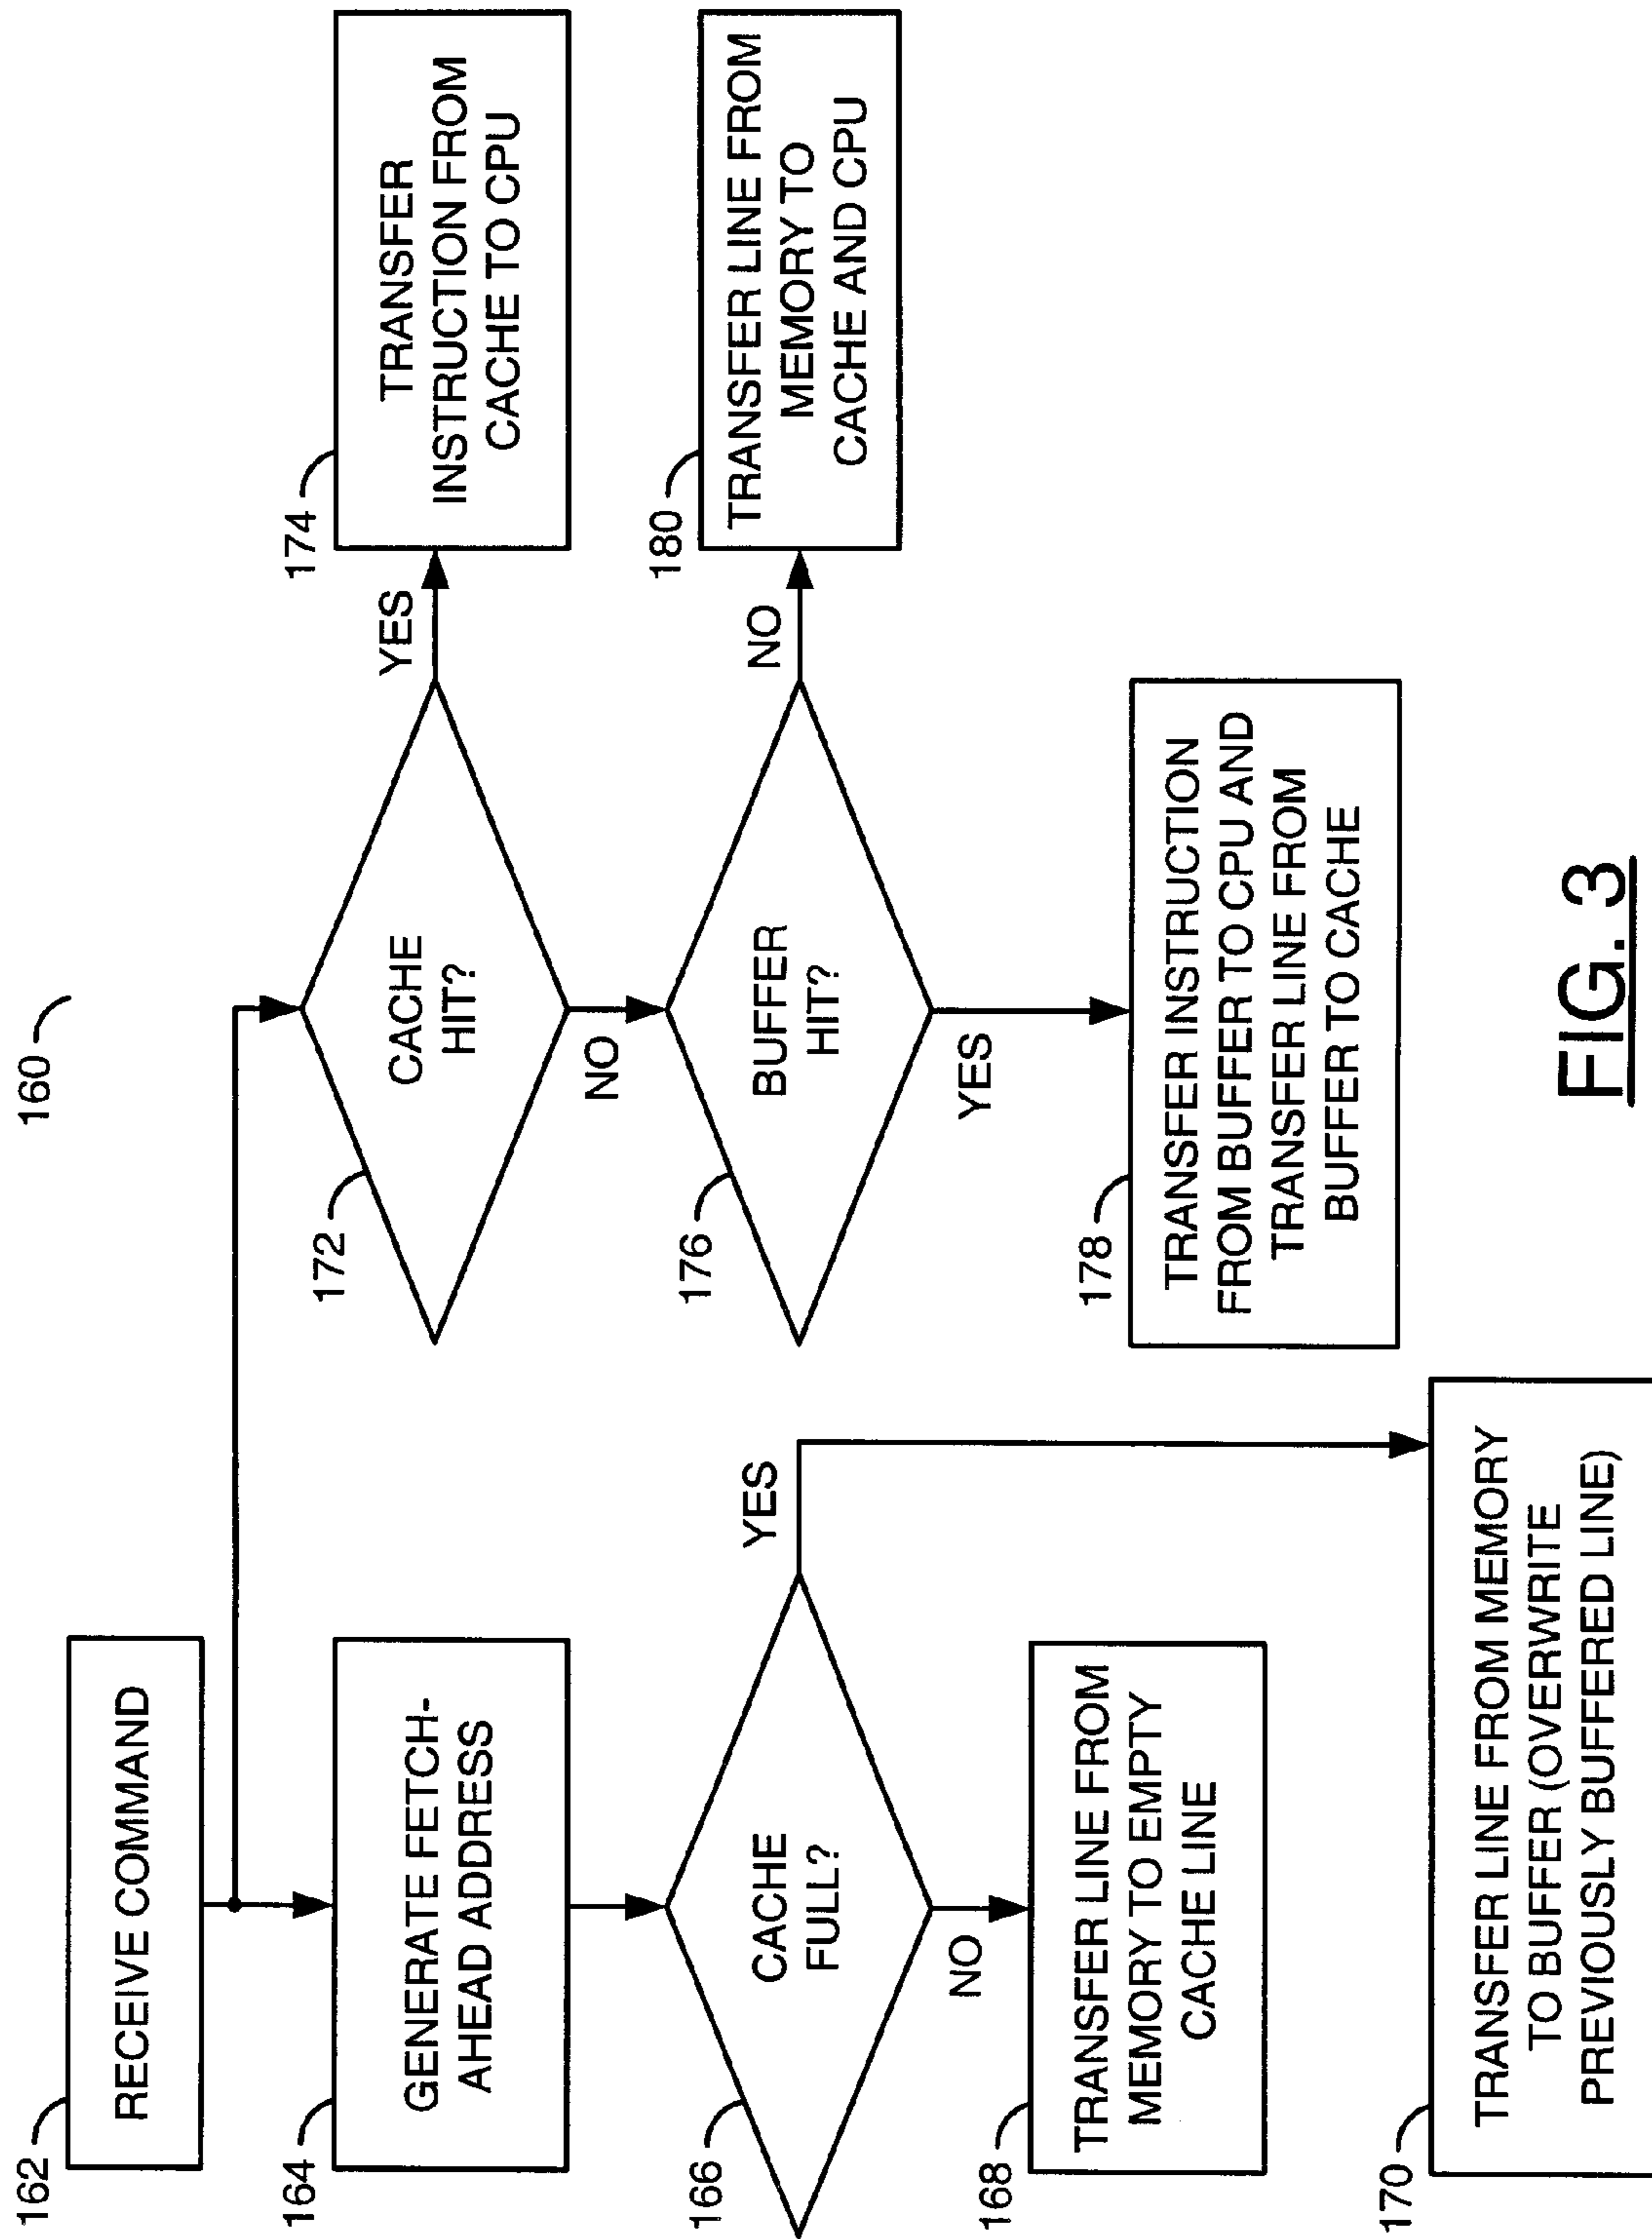 160
162
RECEIVE COMMAND
164
GENERATE FETCH-
AHEAD ADDRESS
166
CACHE
FULL?
YES
NO
168
TRANSFER LINE FROM
MEMORY TO EMPTY
CACHE LINE
170
TRANSFER LINE FROM MEMORY
TO BUFFER (OVERWRITE
PREVIOUSLY BUFFERED LINE)
172
CACHE
HIT?
YES
174
TRANSFER
INSTRUCTION FROM
CACHE TO CPU
NO
176
BUFFER
HIT?
NO
180
TRANSFER LINE FROM
MEMORY TO
CACHE AND CPU
YES
178
TRANSFER INSTRUCTION
FROM BUFFER TO CPU AND
TRANSFER LINE FROM
BUFFER TO CACHE
FIG. 3